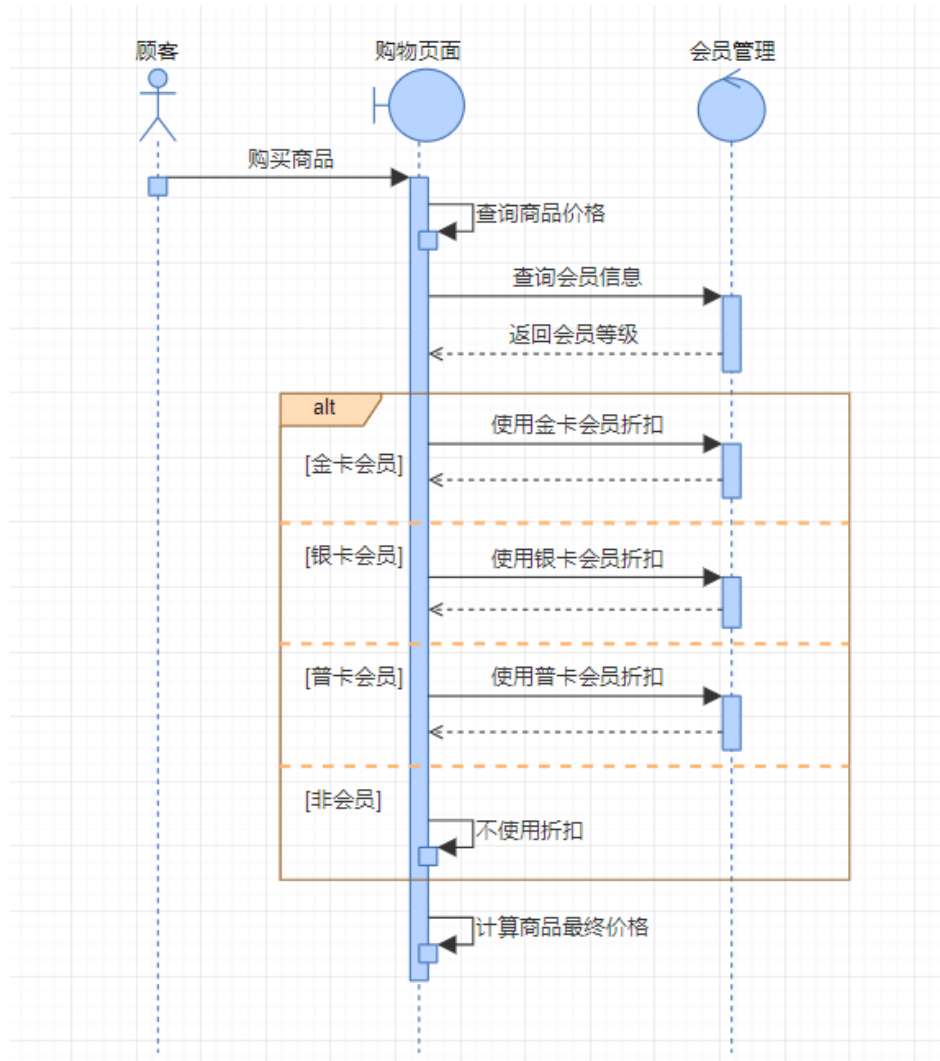 顾客
购物页面
会员管理
购买商品
查询商品价格
查询会员信息
返回会员等级
alt
使用金卡会员折扣
[金卡会员]
[银卡会员]
使用银卡会员折扣
[普卡会员]
使用普卡会员折扣
[非会员]
不使用折扣
计算商品最终价格